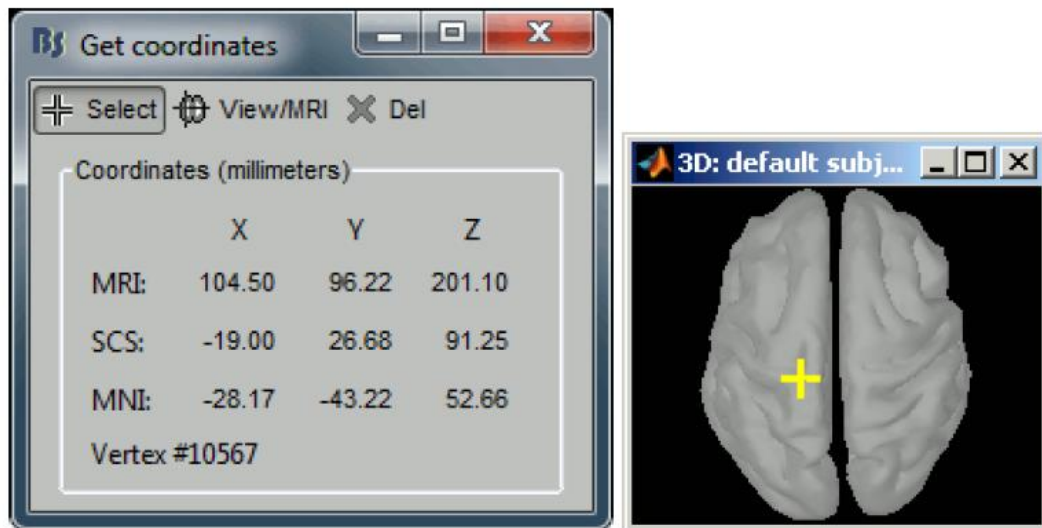 Bs Get coordinates
Select View/MRI Del
Coordinates (millimeters)
X Y Z
MRI: 104.50 96.22 201.10
SCS: -19.00 26.68 91.25
MNI: -28.17 -43.22 52.66
Vertex #10567
3D: default subj...